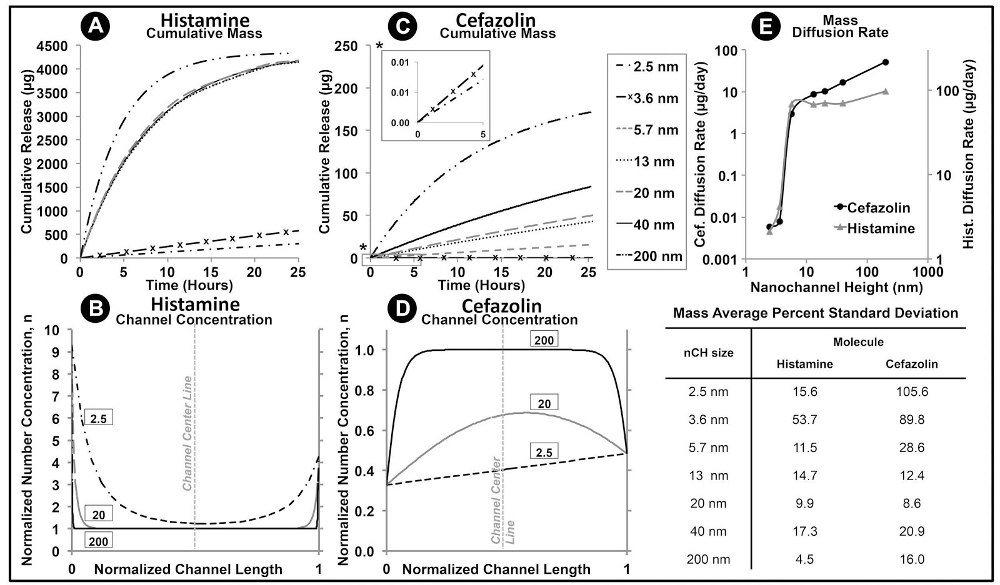 A
Histamine
Cumulative Mass
Cumulative Release (µg)
4500
4000
3500
3000
2500
2000
1500
1000
500
0
0 5 10 15 20 25
Time (Hours)
x x x x x x x x
C
Cefazolin
Cumulative Mass
Cumulative Release (µg)
250
200
150
100
50
0
*
*
0.01
0.01
0.00
0 5
x x x
x x x x x x x x
0 5 10 15 20 25
Time (Hours)
2.5 nm
x 3.6 nm
5.7 nm
13 nm
20 nm
40 nm
200 nm
E
Mass
Diffusion Rate
Cef. Diffusion Rate (µg/day)
100
10
1
0.1
0.01
0.001
Hist. Diffusion Rate (µg/day)
100
10
1
Cefazolin
Histamine
1 10 100 1000
Nanochannel Height (nm)
B
Histamine
Channel Concentration
Normalized Number Concentration, n
10
9
8
7
6
5
4
3
2
1
0
2.5
20
200
Channel Center Line
0 Normalized Channel Length 1
D
Cefazolin
Channel Concentration
Normalized Number Concentration, n
1.0
0.8
0.6
0.4
0.2
0.0
200
20
2.5
Channel Center
Line
0 Normalized Channel Length 1
Mass Average Percent Standard Deviation
nCH size
Molecule
Histamine Cefazolin
2.5 nm 15.6 105.6
3.6 nm 53.7 89.8
5.7 nm 11.5 28.6
13 nm 14.7 12.4
20 nm 9.9 8.6
40 nm 17.3 20.9
200 nm 4.5 16.0